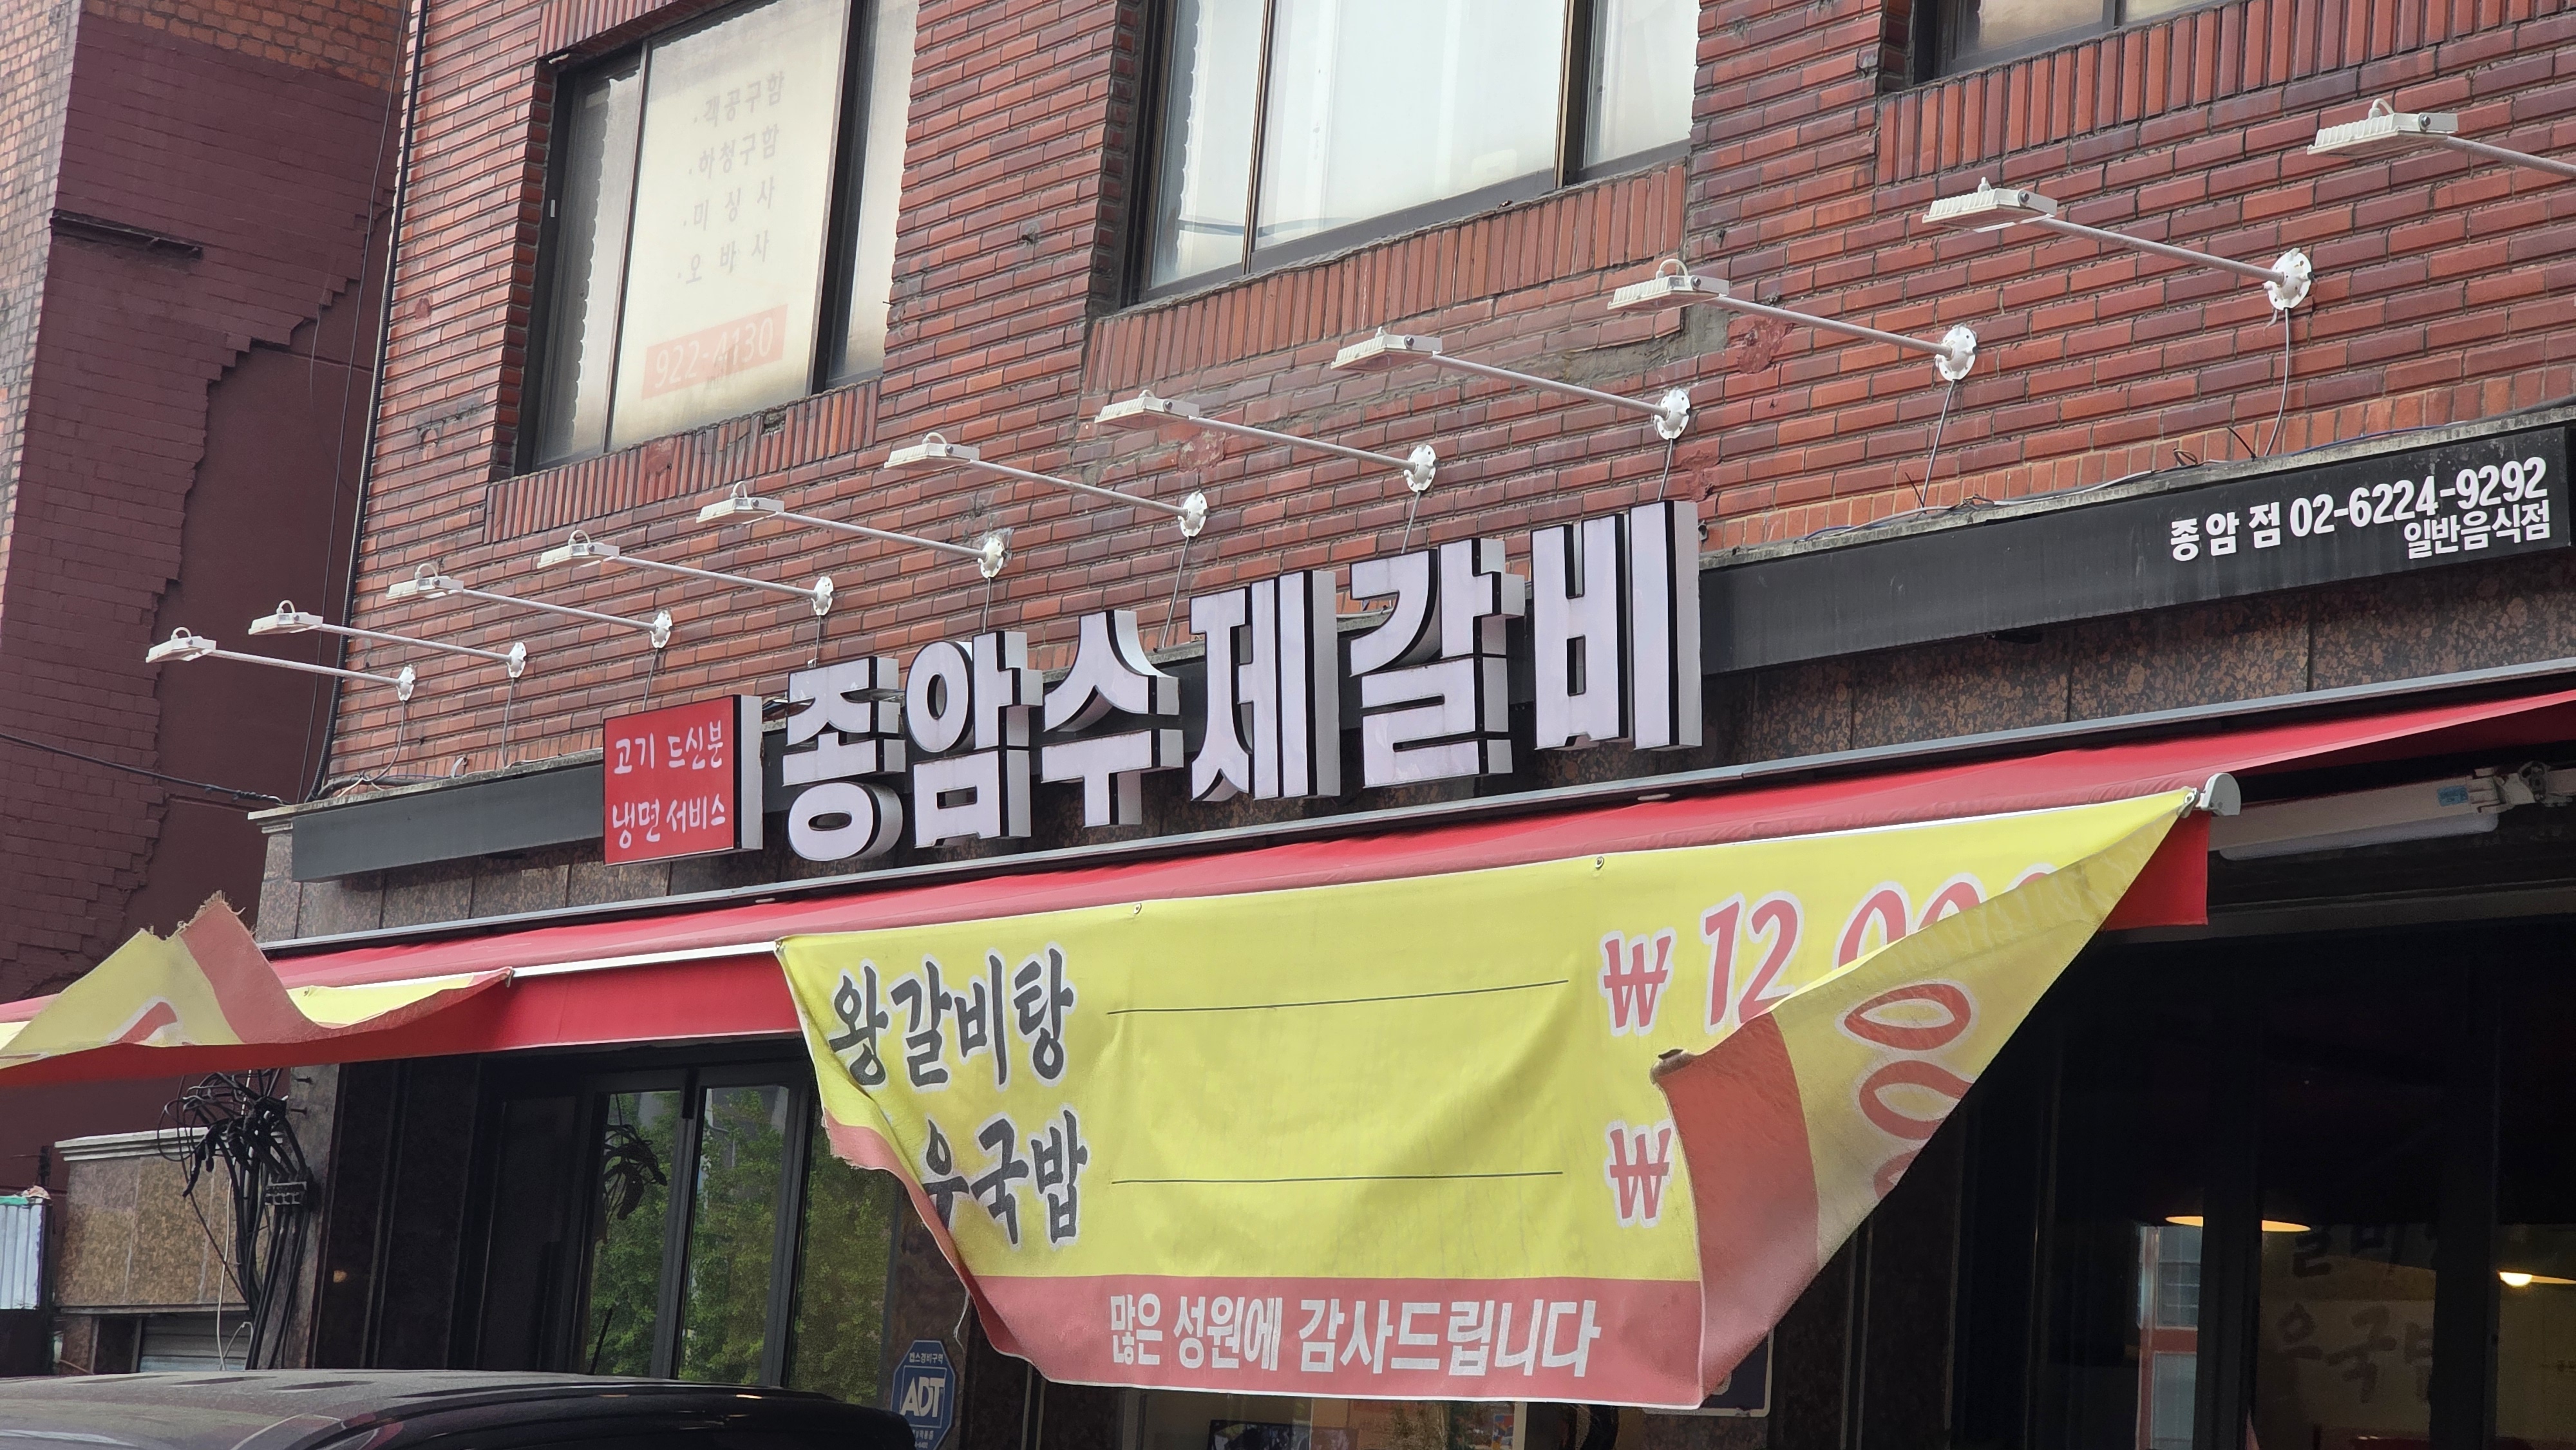 ·객공구함
·하청구함
·미싱사
·오바사
922-4130
종암점 02-6224-9292
일반음식점
고기 드신분
냉면 서비스
종암수제갈비
왕갈비탕 ₩ 12,000
우국밥 ₩
많은 성원에 감사드립니다
ADT